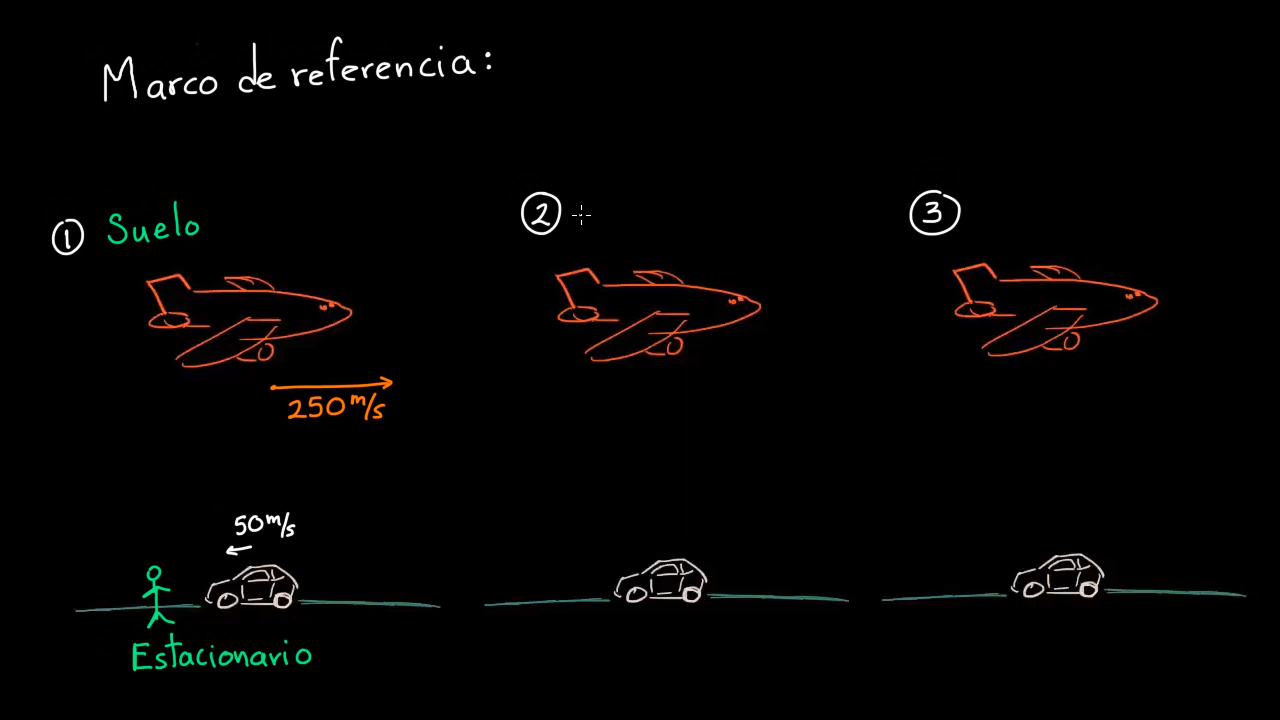 Marco de referencia:
① Suelo
②
③
250 m/s
50 m/s
Estacionario